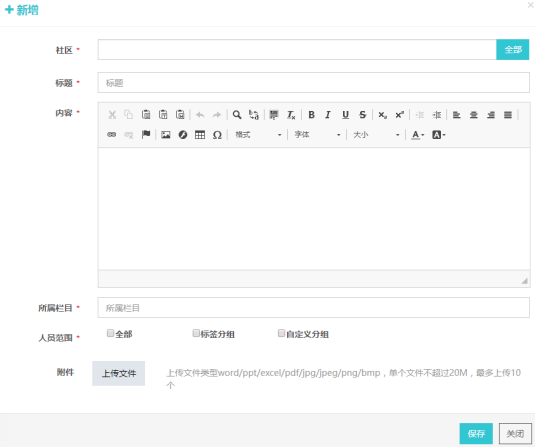 新增
×
社区 *
全部
标题 *
标题
内容 *
B I U S x₂ x² 
格式 字体 大小 A A
所属栏目 *
所属栏目
人员范围 *
全部 标签分组 自定义分组
附件
上传文件
上传文件类型word/ppt/excel/pdf/jpg/jpeg/png/bmp，单个文件不超过20M，最多上传10
个
保存 关闭